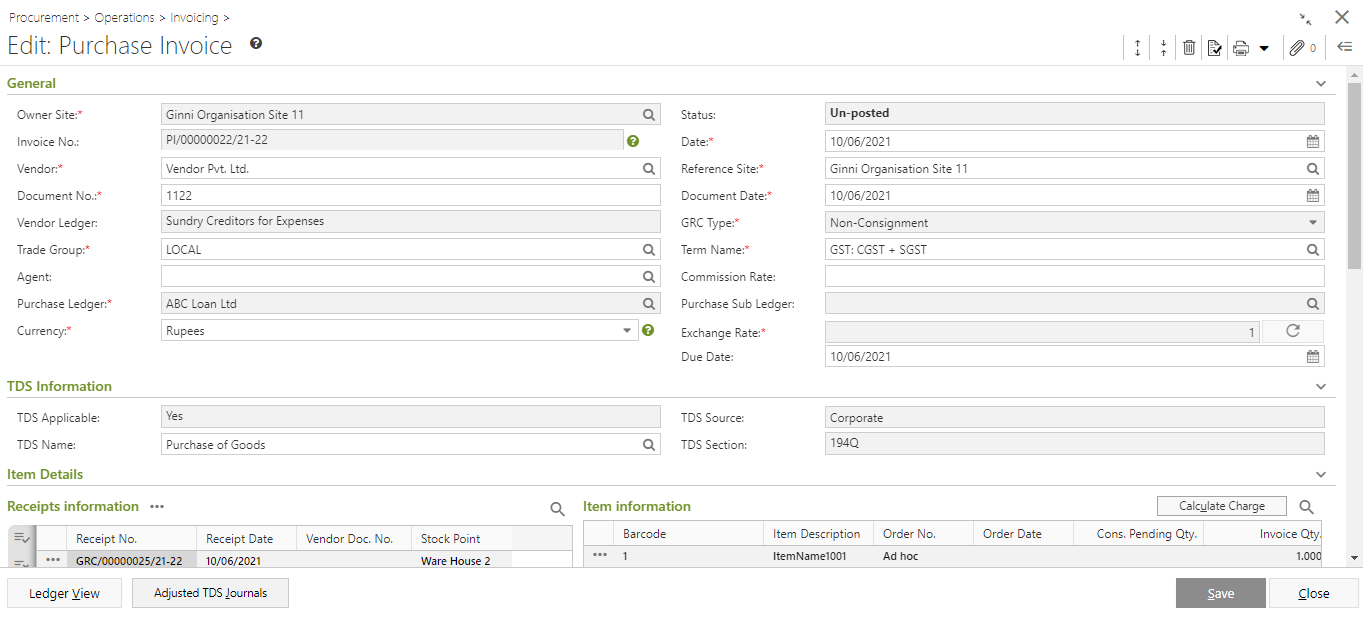 Procurement > Operations > Invoicing >
Edit: Purchase Invoice ?
0
General
Owner Site:* Ginni Organisation Site 11 Status: Un-posted
Invoice No.: PI/00000022/21-22 ? Date:* 10/06/2021
Vendor:* Vendor Pvt. Ltd. Reference Site:* Ginni Organisation Site 11
Document No.:* 1122 Document Date:* 10/06/2021
Vendor Ledger: Sundry Creditors for Expenses GRC Type:* Non-Consignment
Trade Group:* LOCAL Term Name:* GST: CGST + SGST
Agent: Commission Rate:
Purchase Ledger:* ABC Loan Ltd Purchase Sub Ledger:
Currency:* Rupees ? Exchange Rate:* 1
Due Date: 10/06/2021
TDS Information
TDS Applicable: Yes TDS Source: Corporate
TDS Name: Purchase of Goods TDS Section: 194Q
Item Details
Receipts information ••• Item information Calculate Charge
Receipt No. Receipt Date Vendor Doc. No. Stock Point Barcode Item Description Order No. Order Date Cons. Pending Qty. Invoice Qty.
••• GRC/00000025/21-22 10/06/2021 Ware House 2 ••• 1 ItemName1001 Ad hoc 1.000
Ledger View Adjusted TDS Journals Save Close